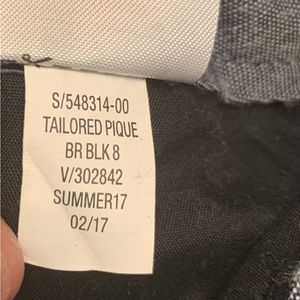 S/548314-00
TAILORED PIQUE
BR BLK 8
V/302842
SUMMER17
02/17